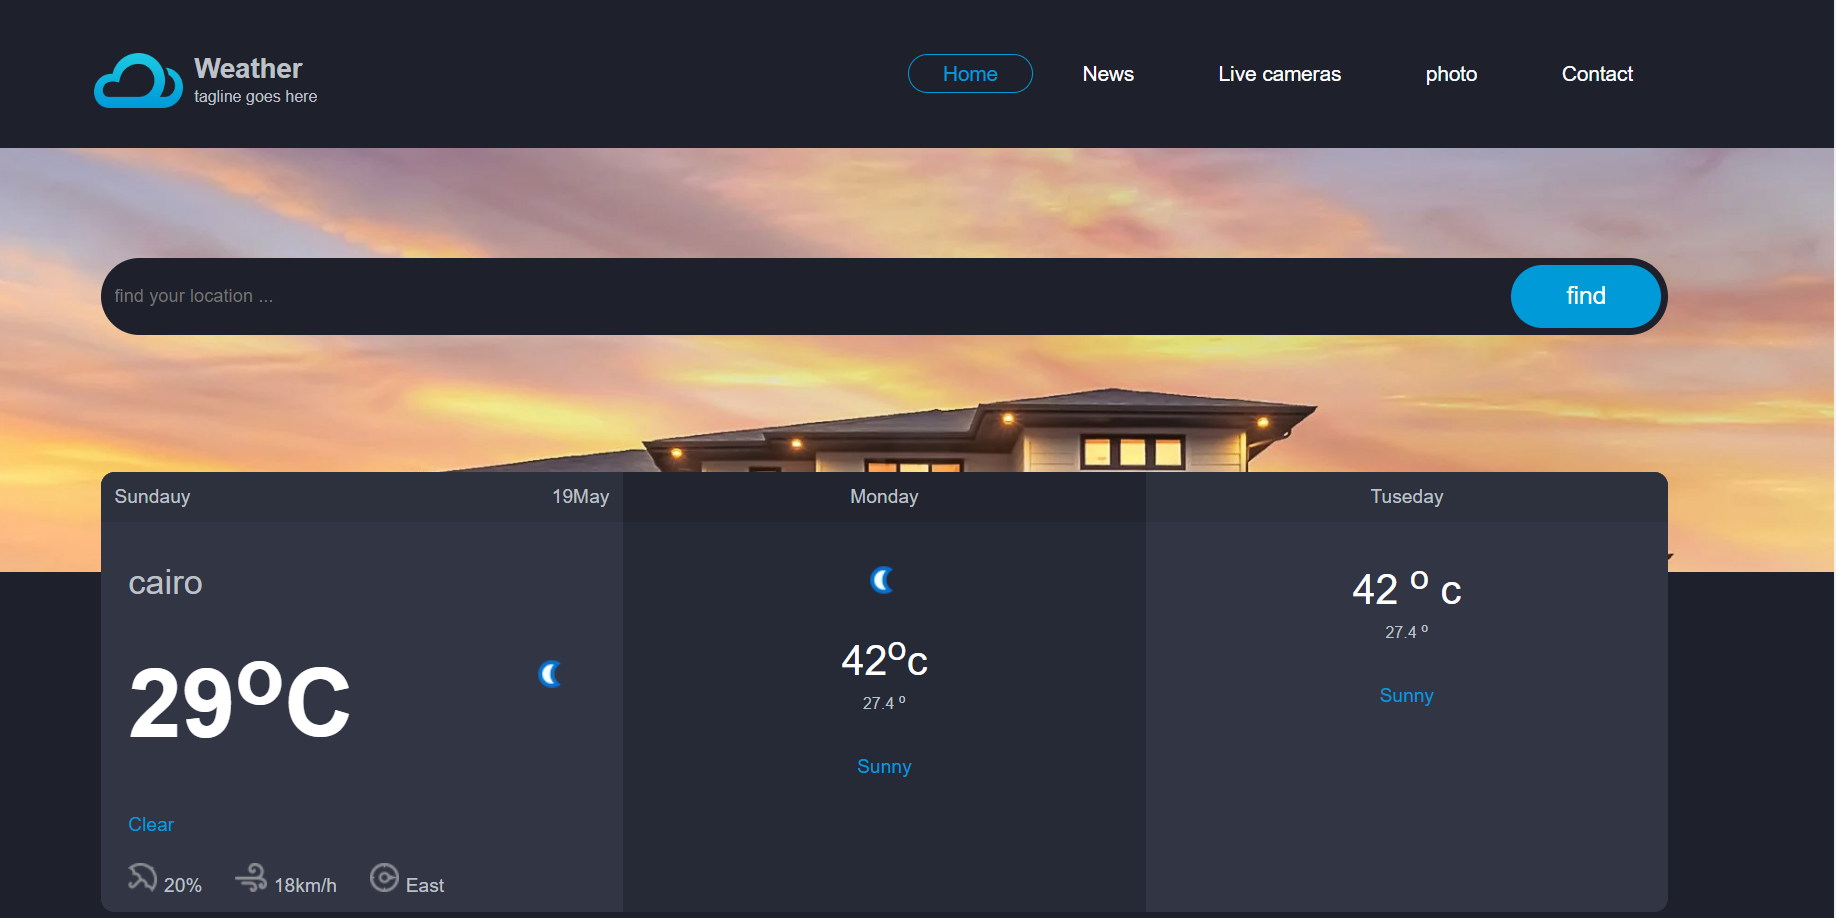 Weather
tagline goes here
Home News Live cameras photo Contact
find your location ... find
Sundauy 19May
cairo
29°C
Clear
20% 18km/h East
Monday
42°c
27.4 °
Sunny
Tuseday
42 ° c
27.4 °
Sunny